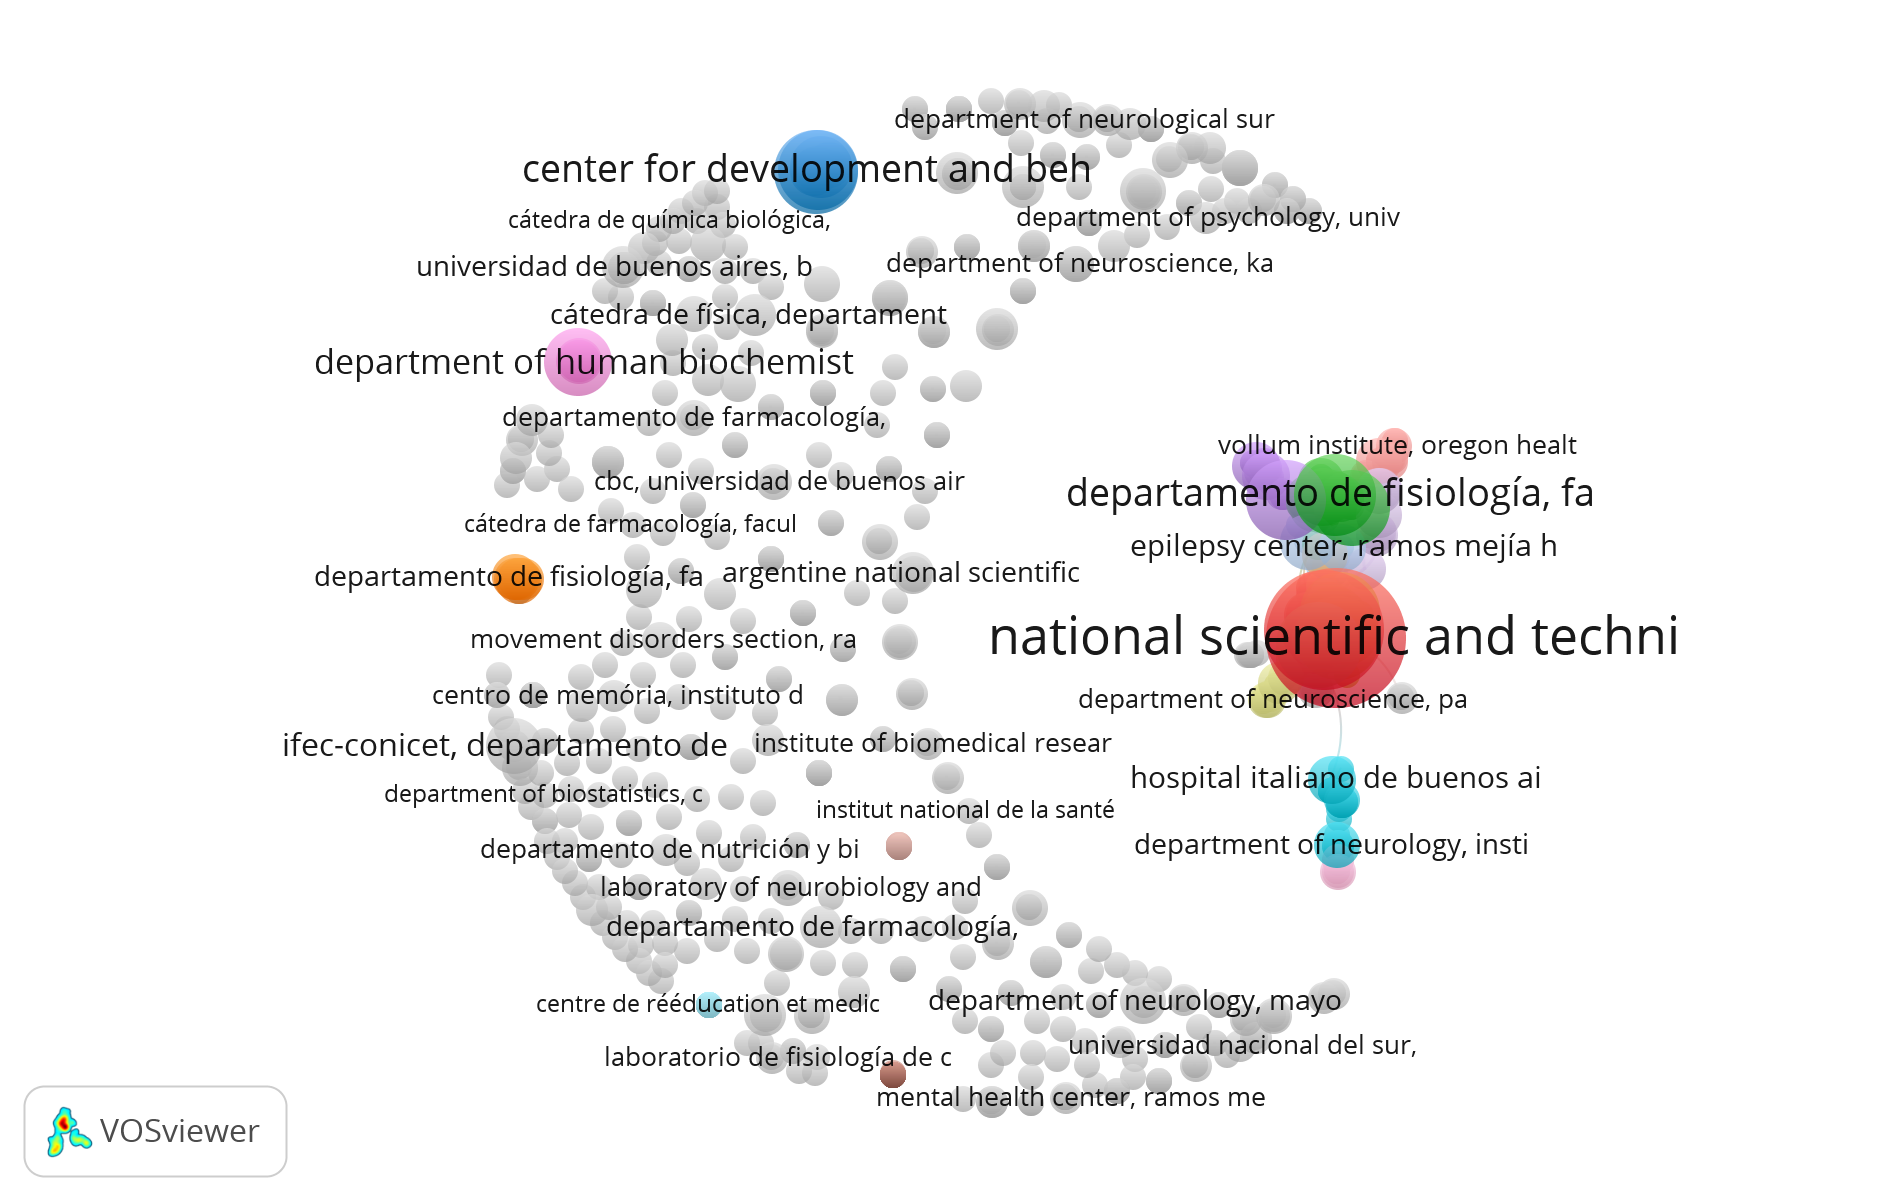 department of neurological sur
center for development and beh
cátedra de química biológica,
department of psychology, univ
universidad de buenos aires, b
department of neuroscience, ka
cátedra de física, departament
department of human biochemist
departamento de farmacología,
vollum institute, oregon healt
cbc, universidad de buenos air
departamento de fisiología, fa
cátedra de farmacología, facul
epilepsy center, ramos mejía h
departamento de fisiología, fa
argentine national scientific
movement disorders section, ra
national scientific and techni
centro de memória, instituto d
department of neuroscience, pa
ifec-conicet, departamento de
institute of biomedical resear
hospital italiano de buenos ai
department of biostatistics, c
institut national de la santé
departamento de nutrición y bi
department of neurology, insti
laboratory of neurobiology and
departamento de farmacología,
centre de rééducation et medic
department of neurology, mayo
laboratorio de fisiología de c
universidad nacional del sur,
mental health center, ramos me
VOSviewer